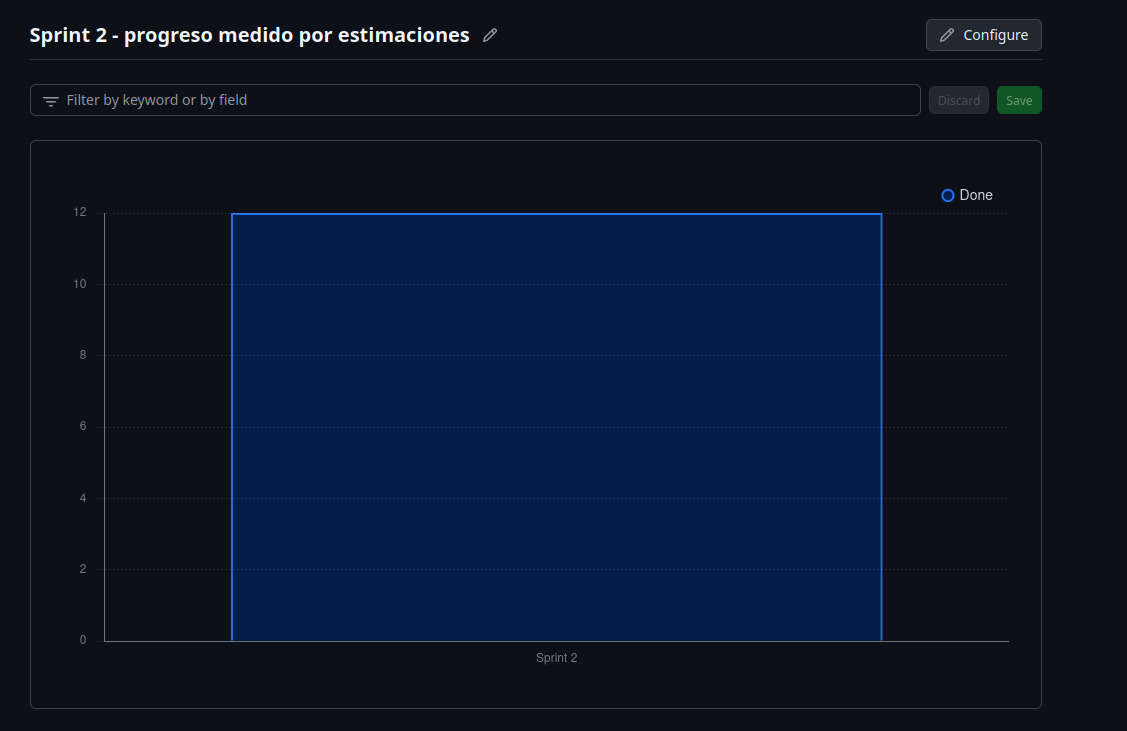 Sprint 2 - progreso medido por estimaciones
Configure
Filter by keyword or by field
Discard
Save
Done
12
10
8
6
4
2
0
Sprint 2